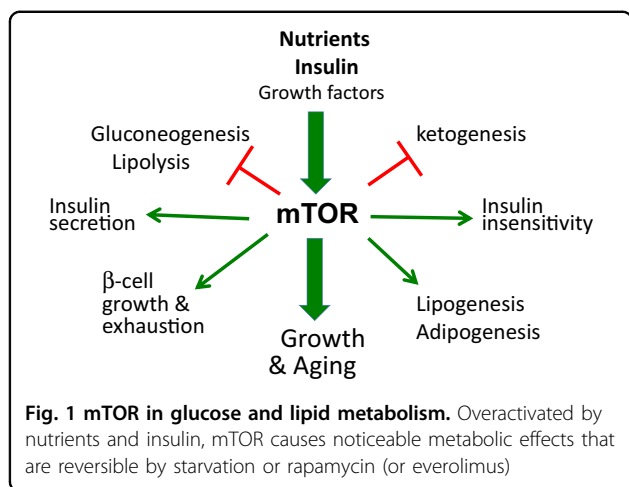 Nutrients
Insulin
Growth factors
Gluconeogenesis
Lipolysis
ketogenesis
Insulin
secretion
mTOR
Insulin
insensitivity
β-cell
growth &
exhaustion
Growth
& Aging
Lipogenesis
Adipogenesis
Fig. 1 mTOR in glucose and lipid metabolism. Overactivated by
nutrients and insulin, mTOR causes noticeable metabolic effects that
are reversible by starvation or rapamycin (or everolimus)